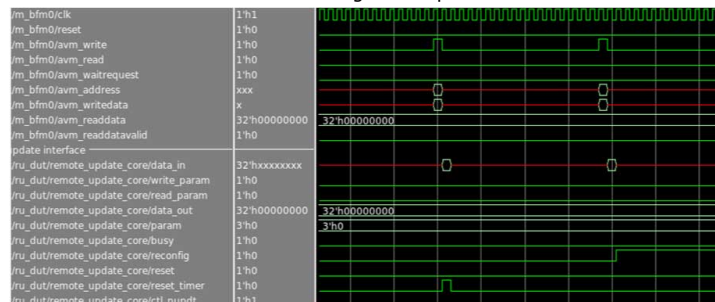 /m_bfm0/clk 1'h1
/m_bfm0/reset 1'h0
/m_bfm0/avm_write 1'h0
/m_bfm0/avm_read 1'h0
/m_bfm0/avm_waitrequest 1'h0
/m_bfm0/avm_address xxx
/m_bfm0/avm_writedata x
/m_bfm0/avm_readdata 32'h00000000 32'h00000000
/m_bfm0/avm_readdatavalid 1'h0
update interface
/ru_dut/remote_update_core/data_in 32'hxxxxxxxx
/ru_dut/remote_update_core/write_param 1'h0
/ru_dut/remote_update_core/read_param 1'h0
/ru_dut/remote_update_core/data_out 32'h00000000 32'h00000000
/ru_dut/remote_update_core/param 3'h0 3'h0
/ru_dut/remote_update_core/busy 1'h0
/ru_dut/remote_update_core/reconfig 1'h0
/ru_dut/remote_update_core/reset 1'h0
/ru_dut/remote_update_core/reset_timer 1'h0
/ru_dut/remote_update_core/ctl_nupdt 1'h1